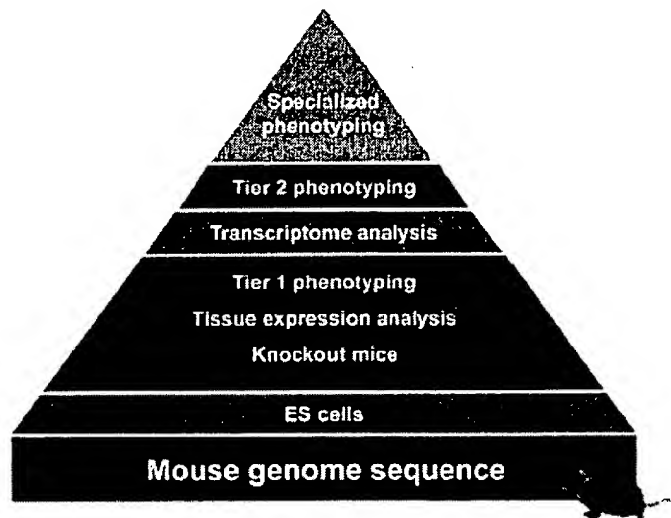 Specialized
phenotyping
Tier 2 phenotyping
Transcriptome analysis
Tier 1 phenotyping
Tissue expression analysis
Knockout mice
ES cells
Mouse genome sequence